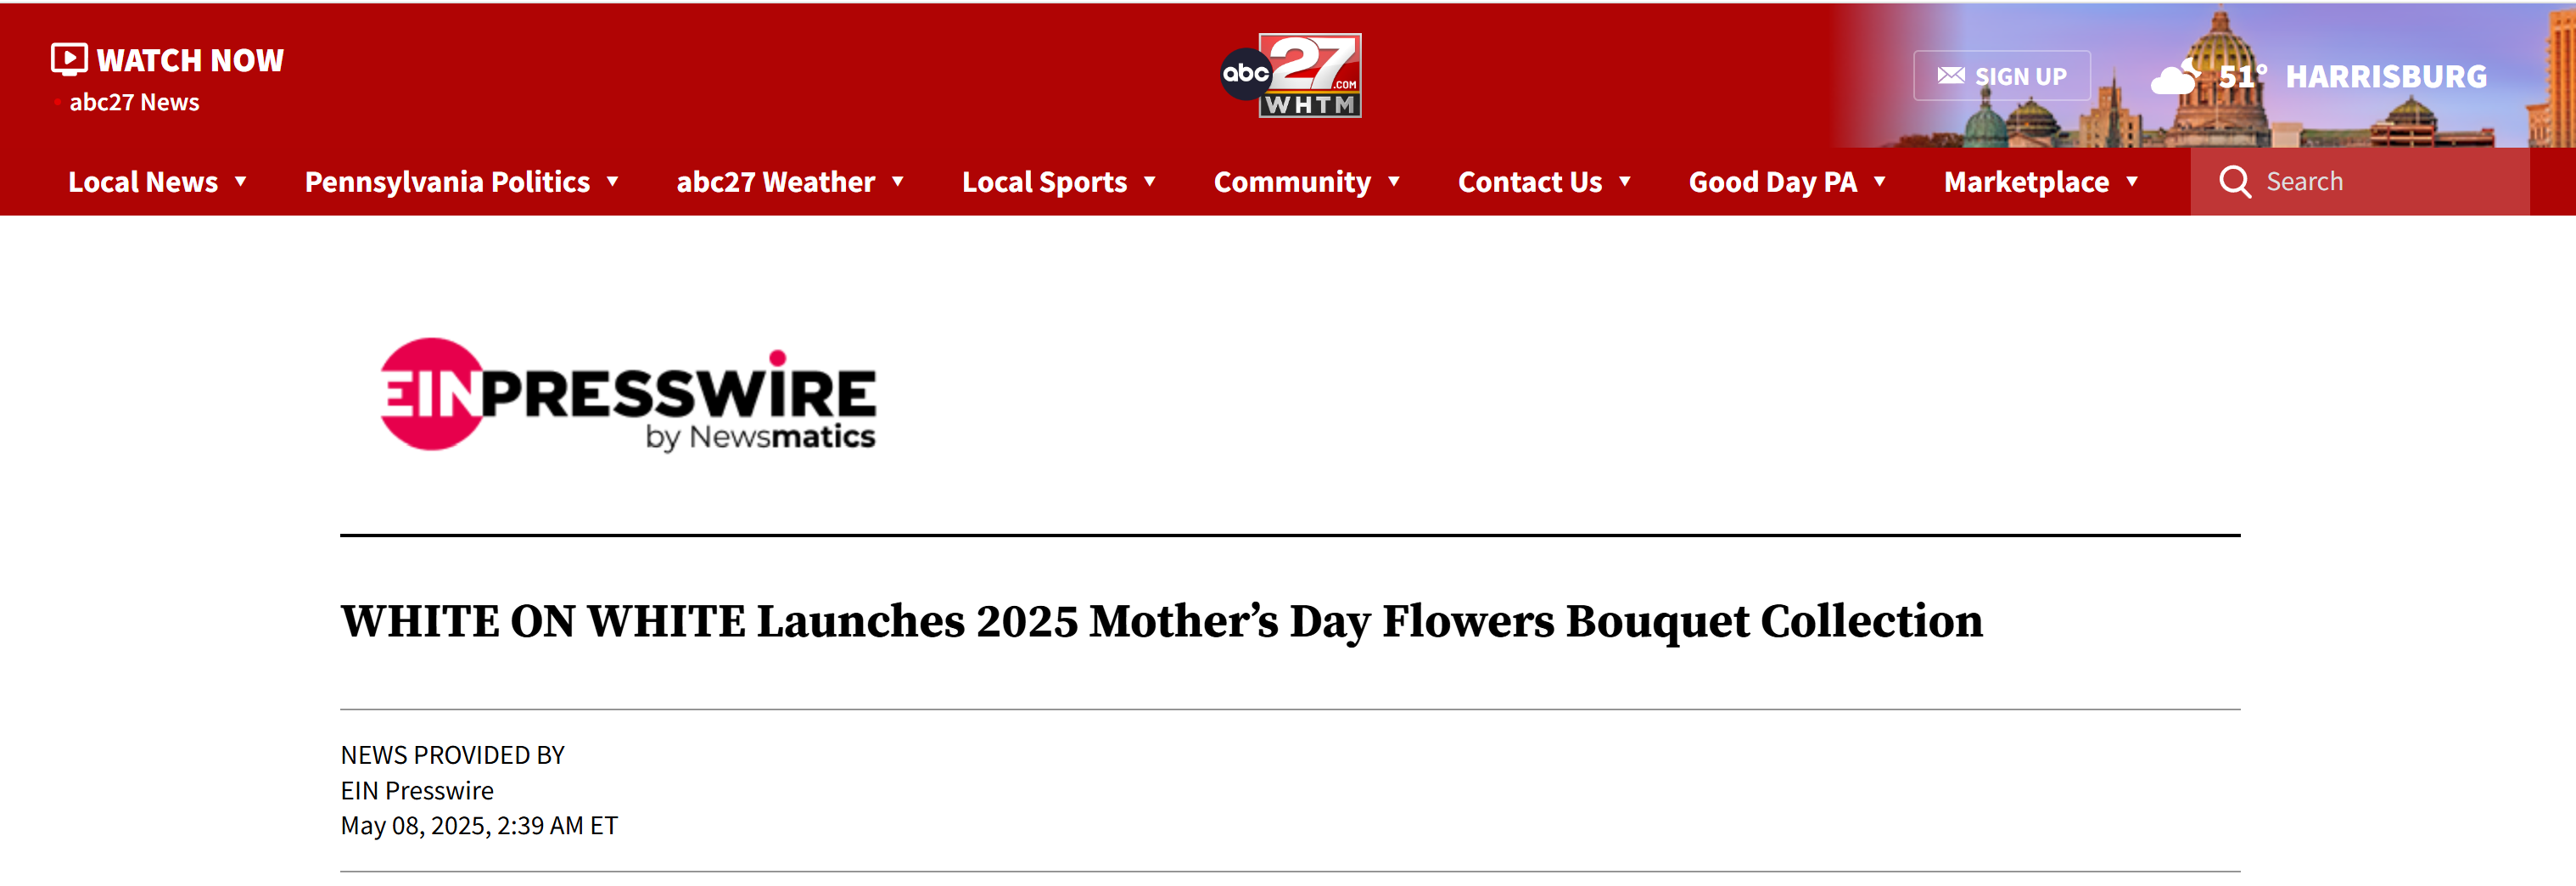 WATCH NOW
abc27 News
abc 27 .COM
WHTM
SIGN UP
51° HARRISBURG
Local News Pennsylvania Politics abc27 Weather Local Sports Community Contact Us Good Day PA Marketplace Search
EINPRESSWIRE
by Newsmatics
WHITE ON WHITE Launches 2025 Mother’s Day Flowers Bouquet Collection
NEWS PROVIDED BY
EIN Presswire
May 08, 2025, 2:39 AM ET